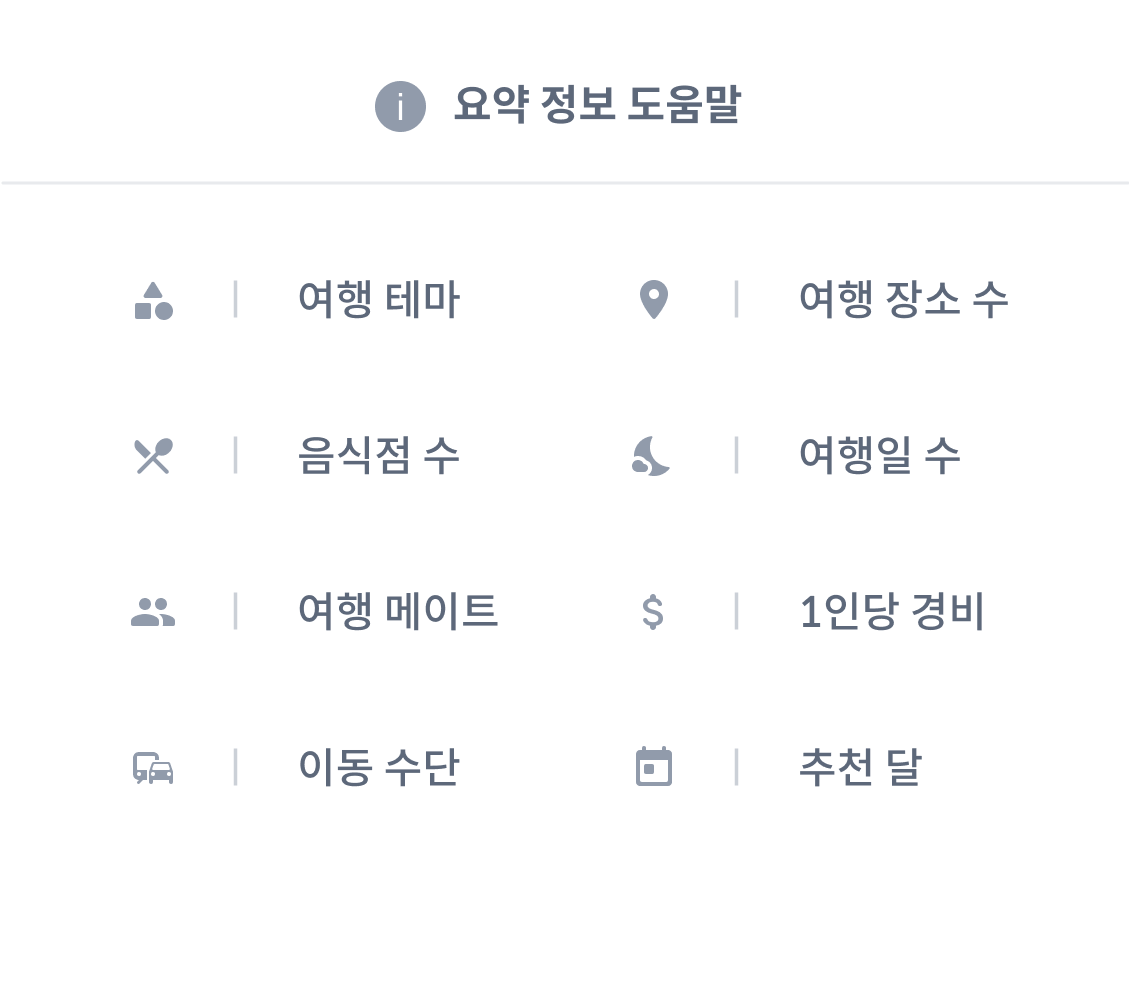 요약 정보 도움말
여행 테마
여행 장소 수
음식점 수
여행일 수
여행 메이트
1인당 경비
이동 수단
추천 달